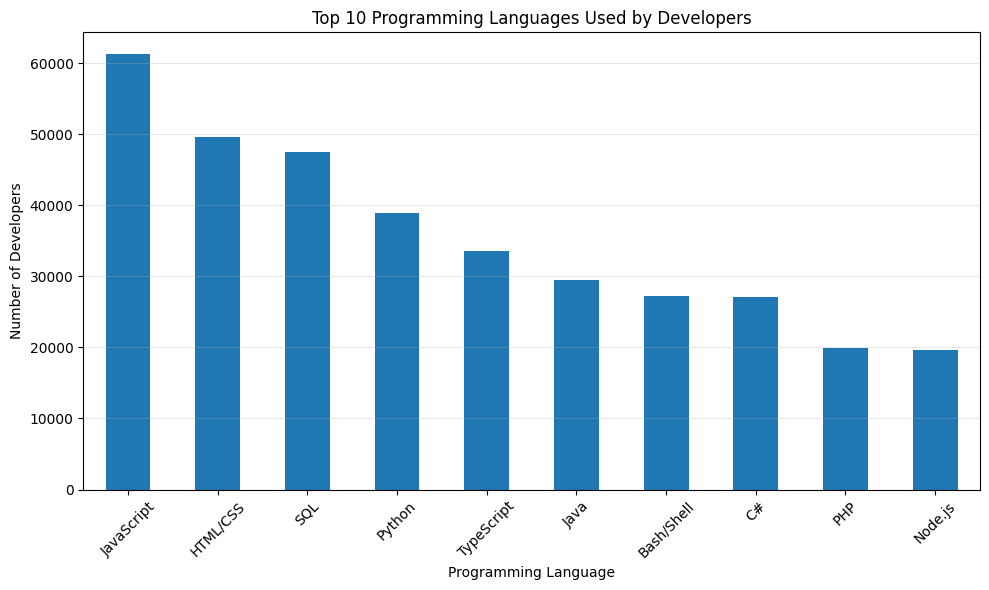 Top 10 Programming Languages Used by Developers
Number of Developers
60000
50000
40000
30000
20000
10000
0
JavaScript
HTML/CSS
SQL
Python
TypeScript
Java
Bash/Shell
C#
PHP
Node.js
Programming Language